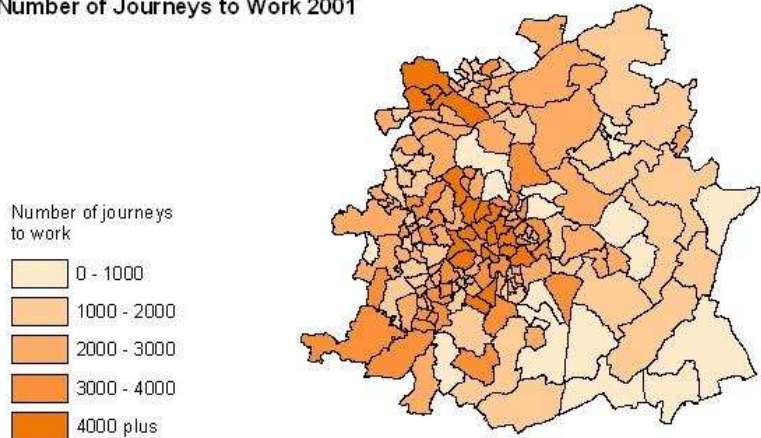 Number of Journeys to Work 2001
Number of journeys
to work
0 - 1000
1000 - 2000
2000 - 3000
3000 - 4000
4000 plus